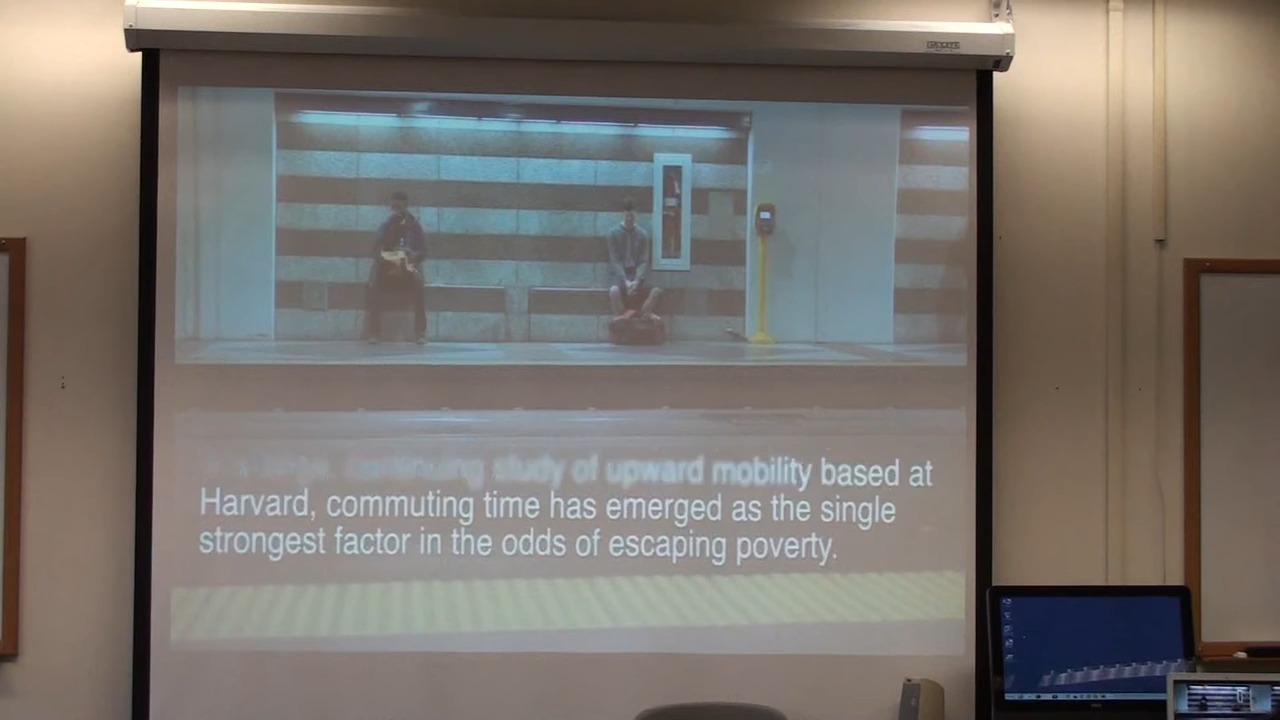 continuing study of upward mobility based at
Harvard, commuting time has emerged as the single
strongest factor in the odds of escaping poverty.